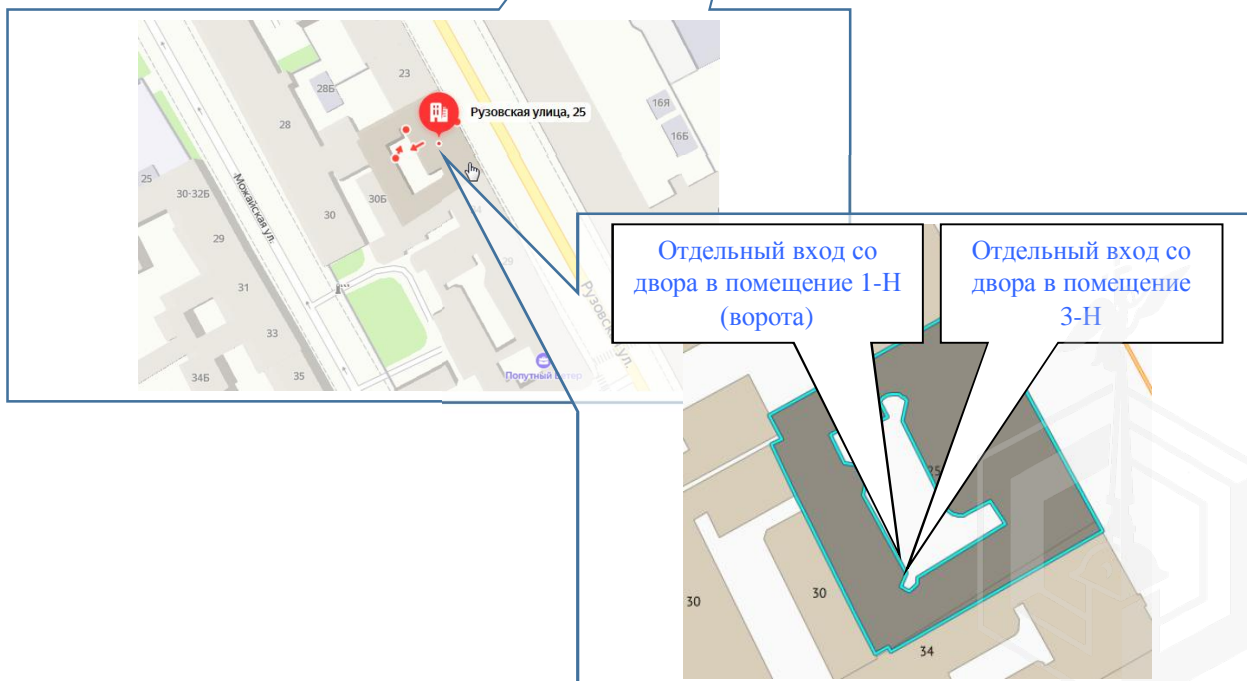 23
28Б
Рузовская улица, 25
16Я
28
16Б
25
30-32Б
Можайская ул.
30Б
30
29
29
31
Отдельный вход со
двора в помещение 1-Н
(ворота)
Отдельный вход со
двора в помещение
3-Н
Рузовская ул.
33
Попутный ветер
34Б
35
25
30
30
34